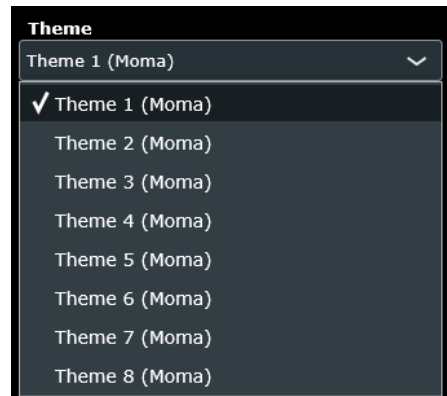 Theme
Theme 1 (Moma)
Theme 1 (Moma)
Theme 2 (Moma)
Theme 3 (Moma)
Theme 4 (Moma)
Theme 5 (Moma)
Theme 6 (Moma)
Theme 7 (Moma)
Theme 8 (Moma)